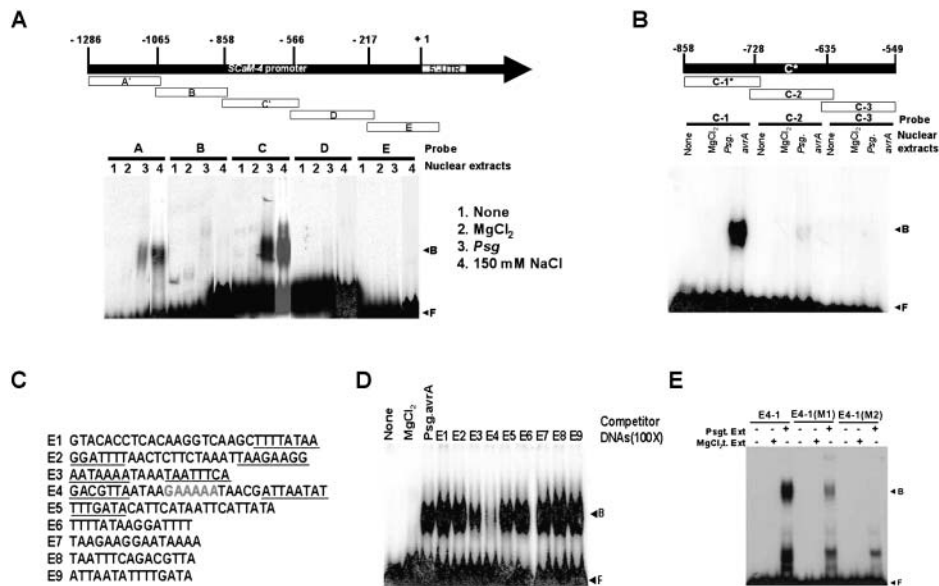 A
- 1286 - 1065 - 858 - 566 - 217 + 1
SCaM-4 promoter 5'-UTR
A'
B
C'
D
E
A B C D E Probe
1 2 3 4 1 2 3 4 1 2 3 4 1 2 3 4 1 2 3 4 Nuclear extracts
1. None
2. MgCl2
3. Psg
4. 150 mM NaCl
◄B
◄F
B
-858 -728 -635 -549
C*
C-1*
C-2
C-3
C-1 C-2 C-3 Probe
None MgCl2 Psg. avrA None MgCl2 Psg. avrA None MgCl2 Psg. avrA Nuclear extracts
◄B
◄F
C
E1 GTACACCTCACAAGGTCAAGCTTTTATAA
E2 GGATTTTAACTCTTCTAAATTAAGAAGG
E3 AATAAAATAAATAATTTCA
E4 GACGTTAATAAGAAAAATAACGATTAATAT
E5 TTTGATACATTCATAATTCATTATA
E6 TTTTATAAGGATTTT
E7 TAAGAAGGAATAAAA
E8 TAATTTCAGACGTTA
E9 ATTAATATTTTGATA
D
None MgCl2 Psg.avrA
E1 E2 E3 E4 E5 E6 E7 E8 E9
Competitor
DNAs(100X)
◄B
◄F
E
E4-1 E4-1(M1) E4-1(M2)
Psgt. Ext - - + - - + - - +
MgCl2t. Ext - + - - + - - + -
◄B
◄F